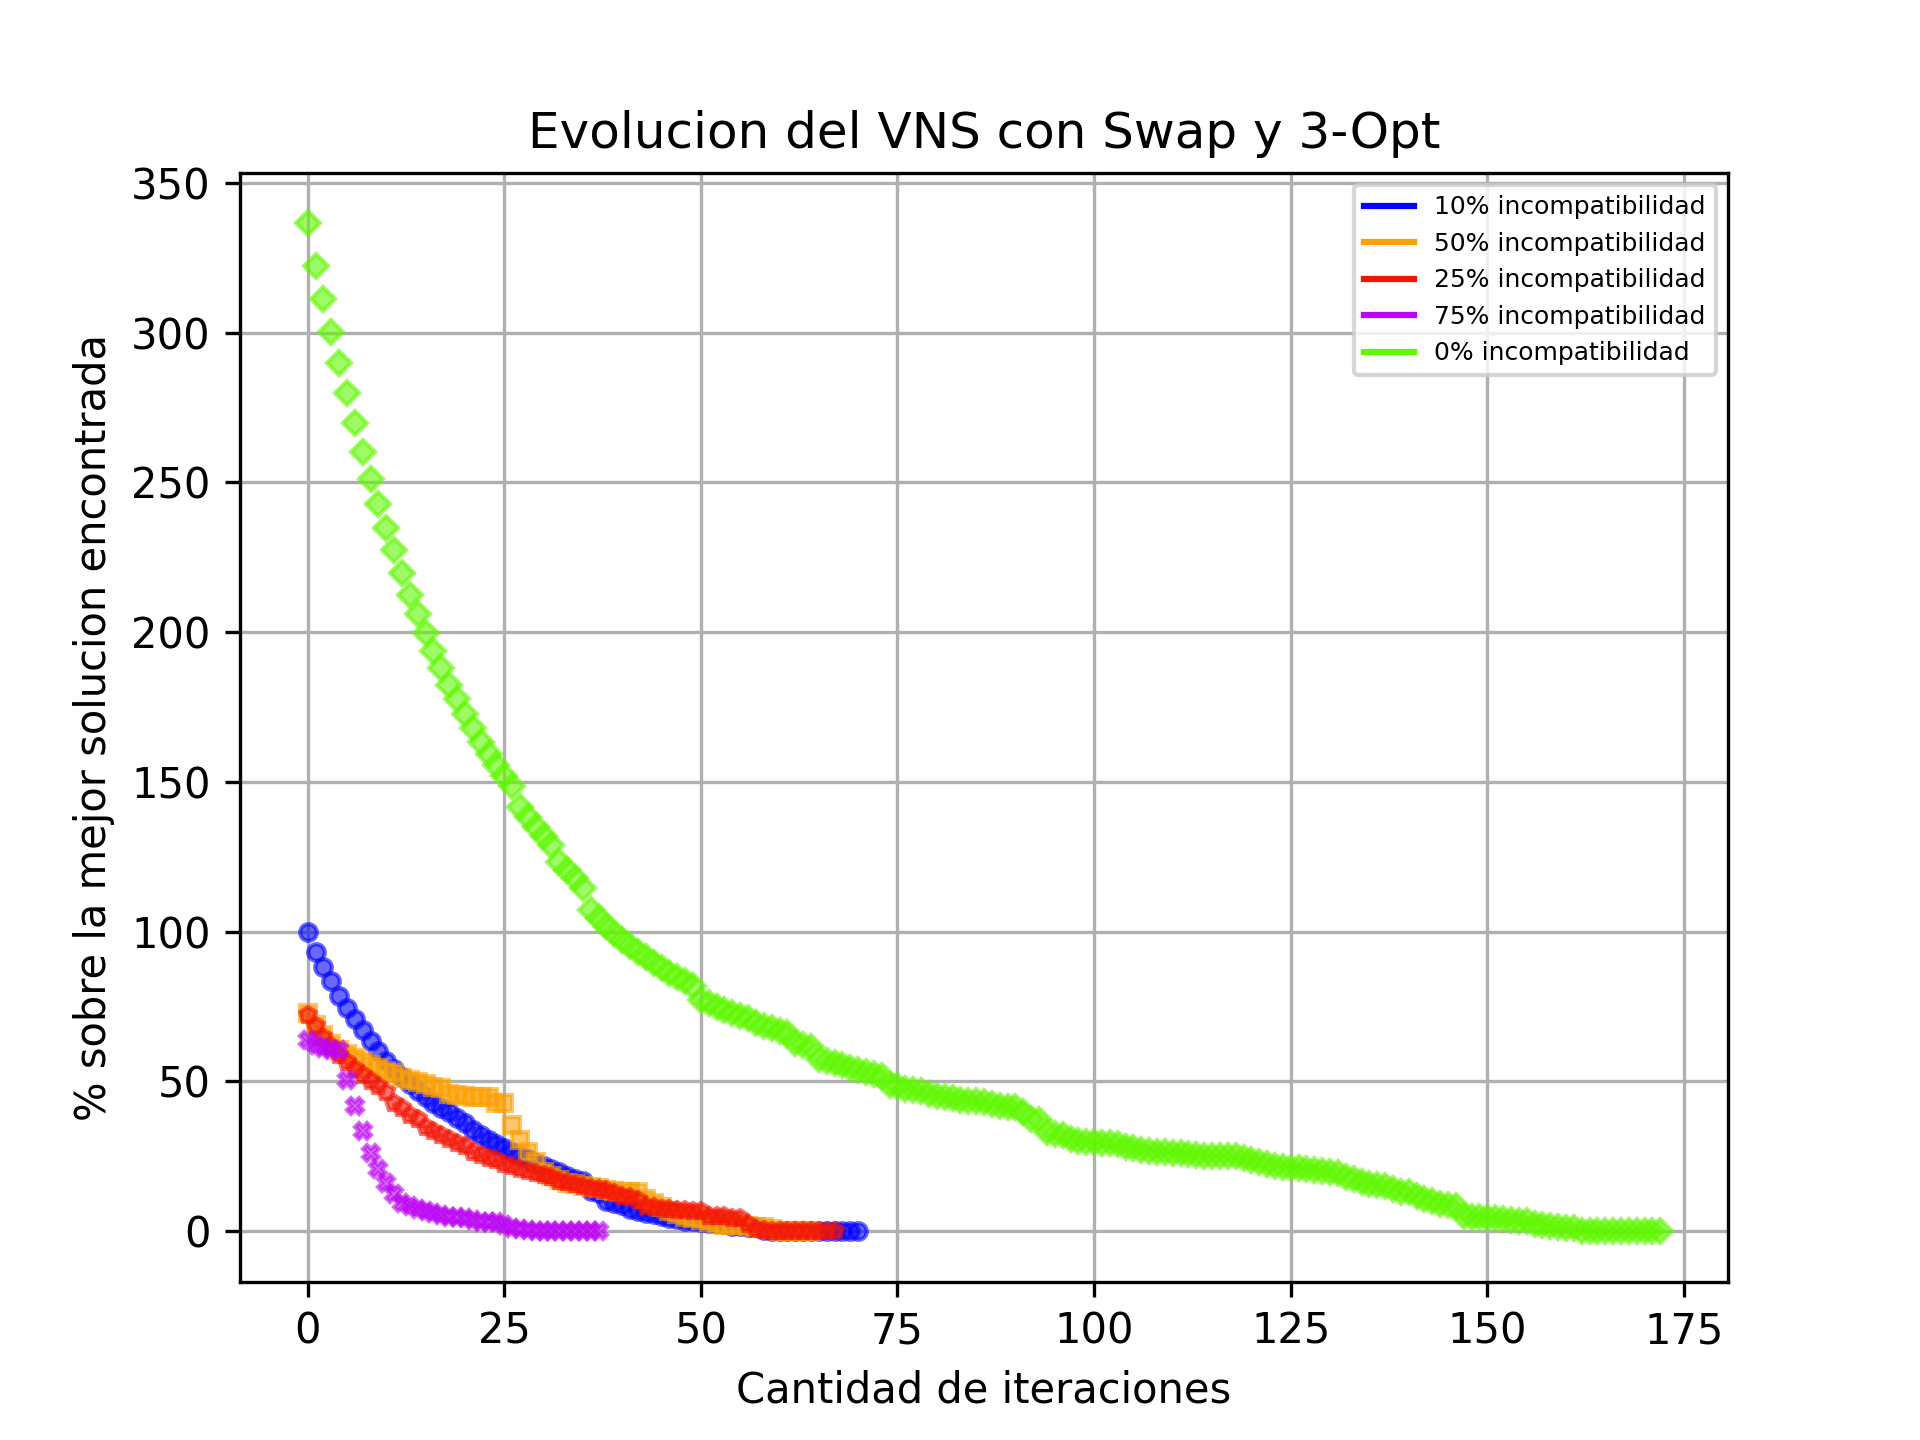 Evolucion del VNS con Swap y 3-Opt
350
300
250
200
150
100
50
0
% sobre la mejor solucion encontrada
10% incompatibilidad
50% incompatibilidad
25% incompatibilidad
75% incompatibilidad
0% incompatibilidad
0 25 50 75 100 125 150 175
Cantidad de iteraciones